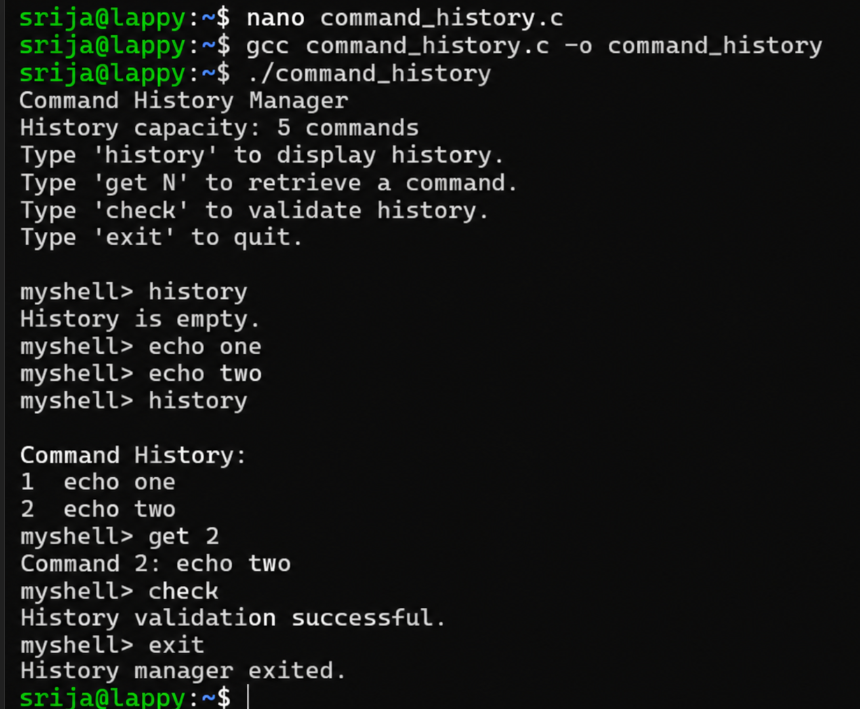 srija@lappy:~$ nano command_history.c
srija@lappy:~$ gcc command_history.c -o command_history
srija@lappy:~$ ./command_history
Command History Manager
History capacity: 5 commands
Type 'history' to display history.
Type 'get N' to retrieve a command.
Type 'check' to validate history.
Type 'exit' to quit.
myshell> history
History is empty.
myshell> echo one
myshell> echo two
myshell> history
Command History:
1  echo one
2  echo two
myshell> get 2
Command 2: echo two
myshell> check
History validation successful.
myshell> exit
History manager exited.
srija@lappy:~$